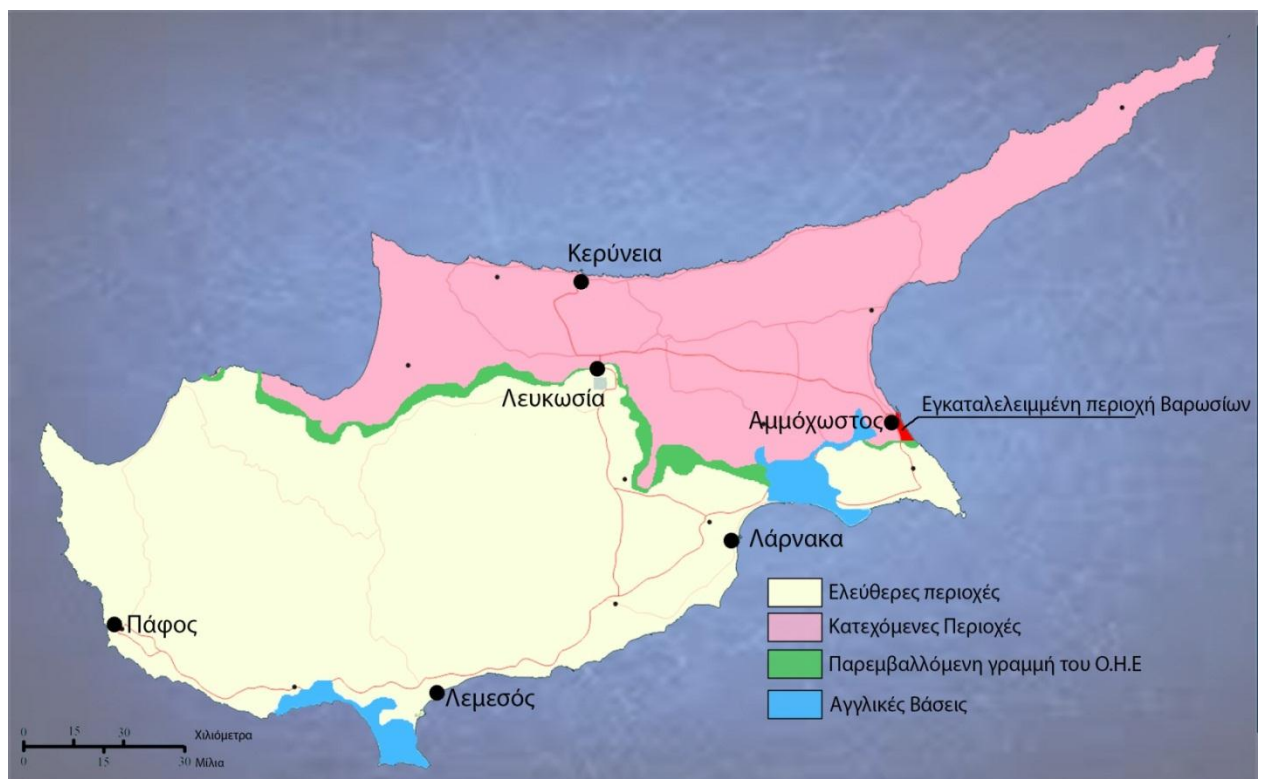 Κερύνεια
Λευκωσία
Αμμόχωστος
Εγκαταλελειμμένη περιοχή Βαρωσίων
Λάρνακα
Πάφος
Λεμεσός
Ελεύθερες περιοχές
Κατεχόμενες Περιοχές
Παρεμβαλλόμενη γραμμή του Ο.Η.Ε
Αγγλικές Βάσεις
0 15 30 Χιλιόμετρα
0 15 30 Μίλια